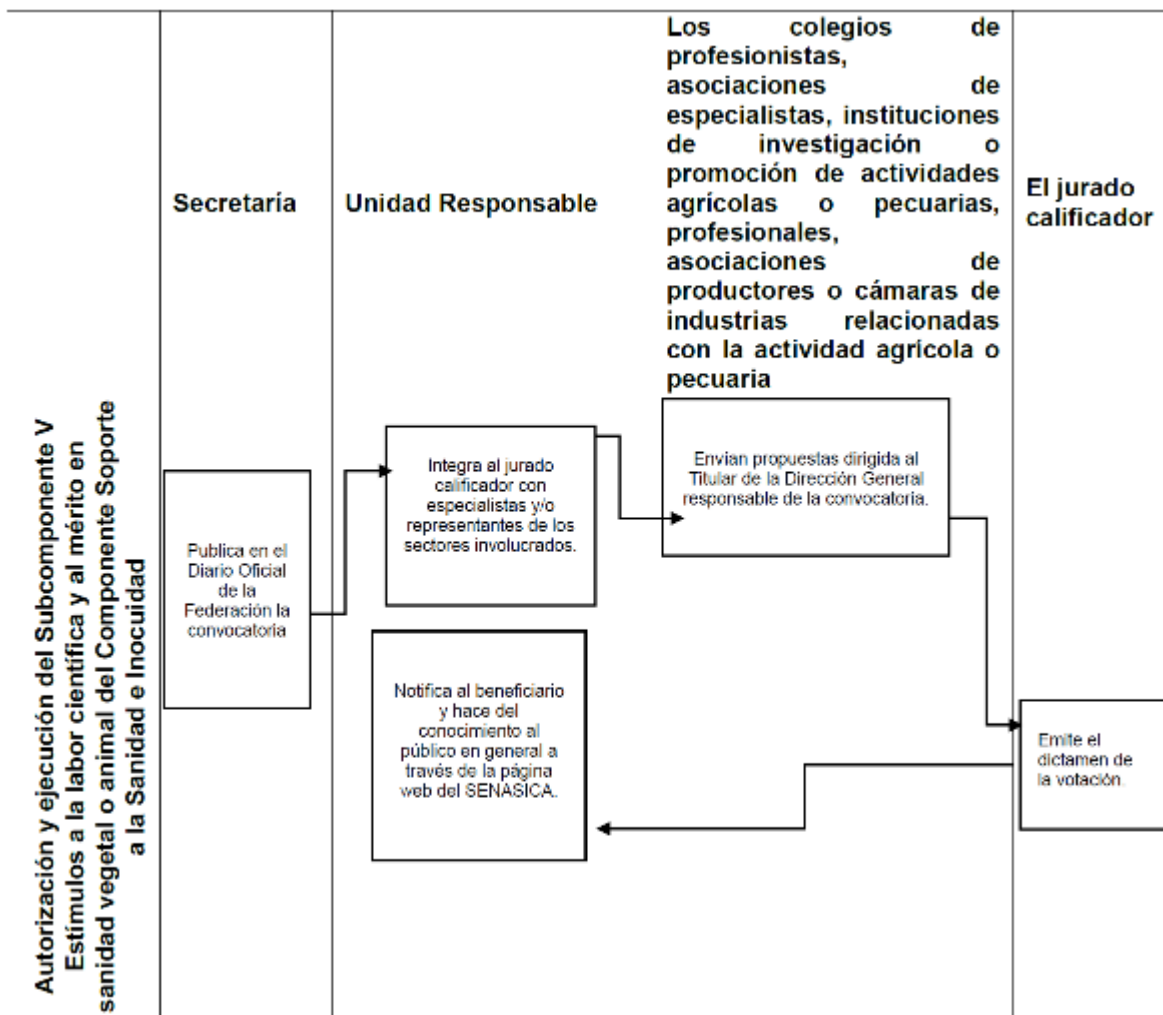 Autorización y ejecución del Subcomponente V
Estímulos a la labor científica y al mérito en
sanidad vegetal o animal del Componente Soporte
a la Sanidad e Inocuidad
Secretaría
Unidad Responsable
Los colegios de
profesionistas,
asociaciones de
especialistas, instituciones
de investigación o
promoción de actividades
agrícolas o pecuarias,
profesionales,
asociaciones de
productores o cámaras de
industrias relacionadas
con la actividad agrícola o
pecuaria
El jurado
calificador
Publica en el
Diario Oficial
de la
Federación la
convocatoria
Integra al jurado
calificador con
especialistas y/o
representantes de los
sectores involucrados.
Envían propuestas dirigida al
Titular de la Dirección General
responsable de la convocatoria.
Emite el
dictamen de
la votación.
Notifica al beneficiario
y hace del
conocimiento al
público en general a
través de la página
web del SENASICA.